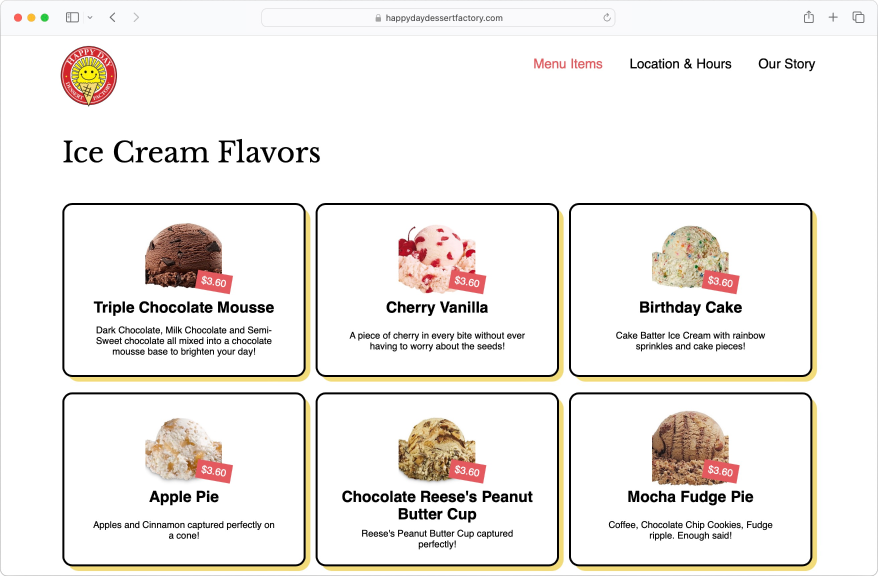 happydaydessertfactory.com
HAPPY DAY
DESSERT FACTORY
Menu Items
Location & Hours
Our Story
Ice Cream Flavors
$3.60
Triple Chocolate Mousse
Dark Chocolate, Milk Chocolate and Semi-
Sweet chocolate all mixed into a chocolate
mousse base to brighten your day!
$3.60
Cherry Vanilla
A piece of cherry in every bite without ever
having to worry about the seeds!
$3.60
Birthday Cake
Cake Batter Ice Cream with rainbow
sprinkles and cake pieces!
$3.60
Apple Pie
Apples and Cinnamon captured perfectly on
a cone!
$3.60
Chocolate Reese's Peanut
Butter Cup
Reese's Peanut Butter Cup captured
perfectly!
$3.60
Mocha Fudge Pie
Coffee, Chocolate Chip Cookies, Fudge
ripple. Enough said!